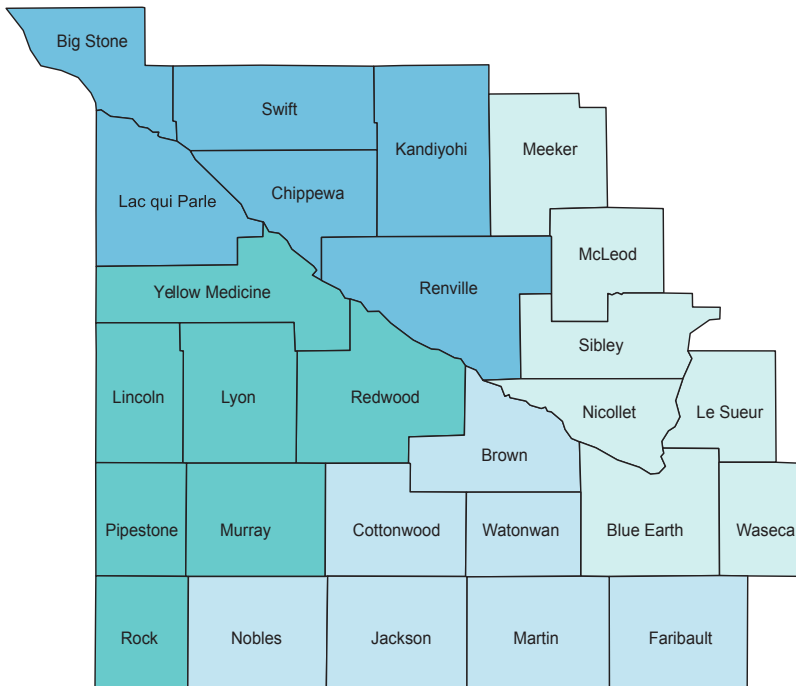 Big Stone
Swift
Kandiyohi
Meeker
Lac qui Parle
Chippewa
McLeod
Yellow Medicine
Renville
Sibley
Lincoln
Lyon
Redwood
Nicollet
Le Sueur
Brown
Pipestone
Murray
Cottonwood
Watonwan
Blue Earth
Waseca
Rock
Nobles
Jackson
Martin
Faribault